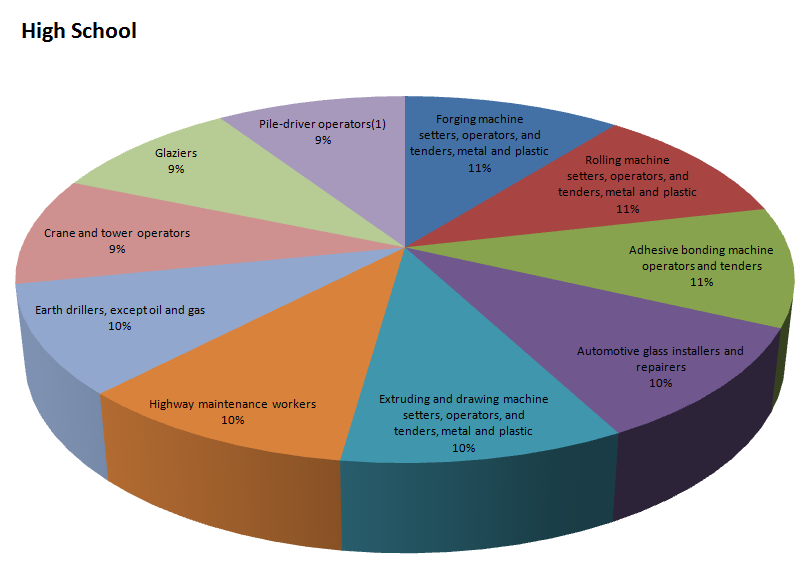 High School
Forging machine
setters, operators, and
tenders, metal and plastic
11%
Rolling machine
setters, operators, and
tenders, metal and plastic
11%
Adhesive bonding machine
operators and tenders
11%
Automotive glass installers and
repairers
10%
Extruding and drawing machine
setters, operators, and
tenders, metal and plastic
10%
Highway maintenance workers
10%
Earth drillers, except oil and gas
10%
Crane and tower operators
9%
Glaziers
9%
Pile-driver operators(1)
9%